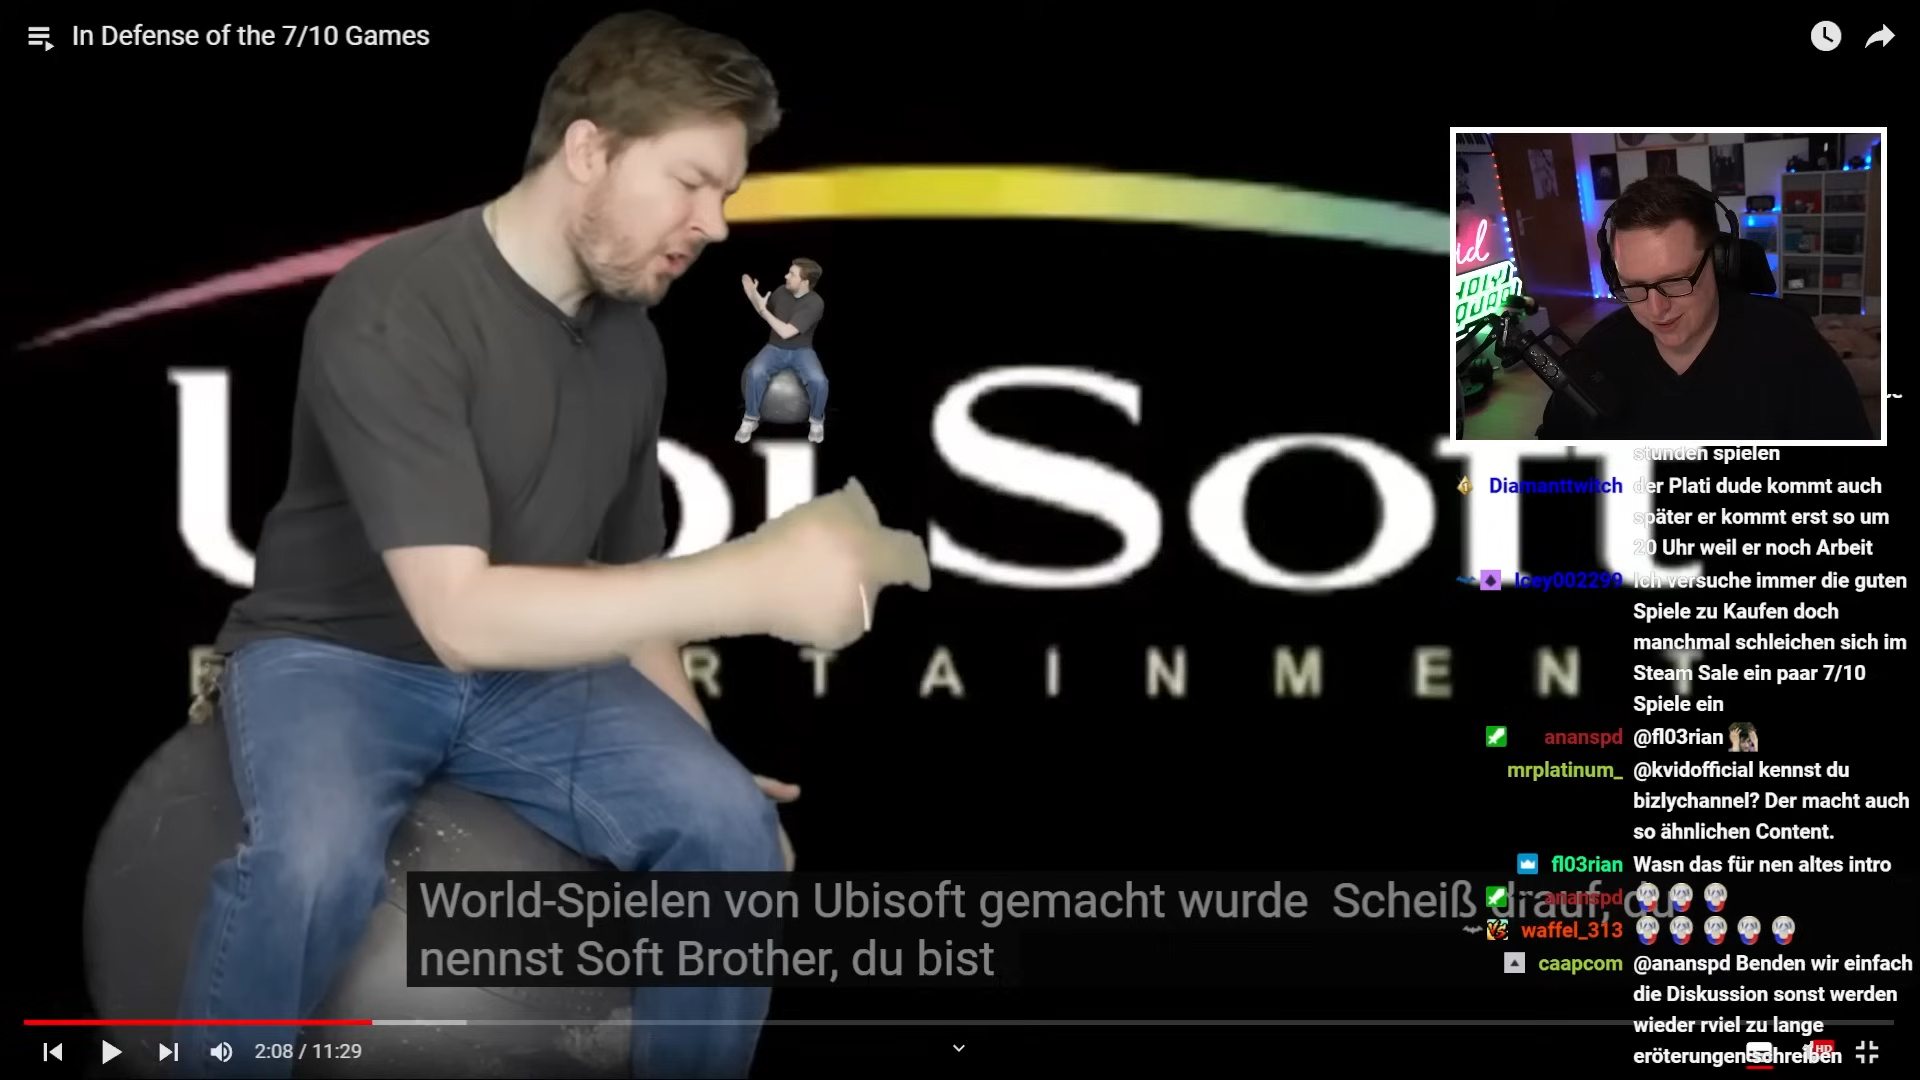 In Defense of the 7/10 Games
Ubi Soft
E R T A I N M E N T
stunden spielen
Diamanttwitch der Plati dude kommt auch
später er kommt erst so um
20 Uhr weil er noch Arbeit
Icey002299 Ich versuche immer die guten
Spiele zu Kaufen doch
manchmal schleichen sich im
Steam Sale ein paar 7/10
Spiele ein
ananspd @fl03rian
mrplatinum_ @kvidofficial kennst du
bizlychannel? Der macht auch
so ähnlichen Content.
fl03rian Wasn das für nen altes intro
ananspd
waffel_313
caapcom @ananspd Benden wir einfach
die Diskussion sonst werden
wieder rviel zu lange
eröterungen schreiben
World-Spielen von Ubisoft gemacht wurde Scheiß drauf, du
nennst Soft Brother, du bist
2:08 / 11:29
HD